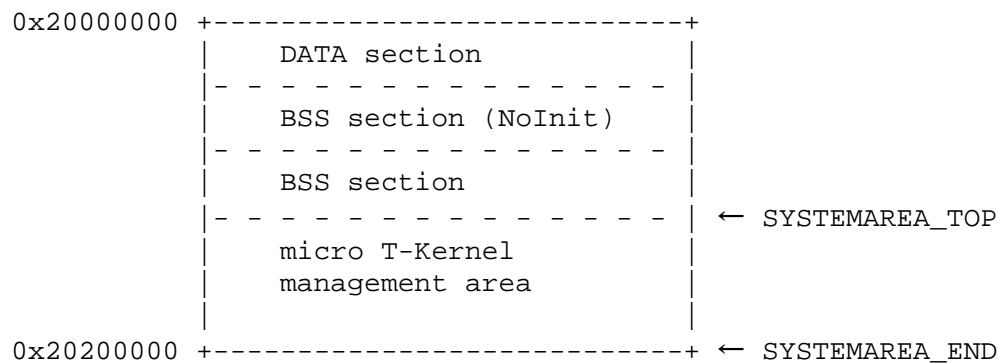 0x20000000 +----------------------------+
| DATA section |
|- - - - - - - - - - - - - - |
| BSS section (NoInit) |
|- - - - - - - - - - - - - - |
| BSS section |
|- - - - - - - - - - - - - - | ← SYSTEMAREA_TOP
| micro T-Kernel |
| management area |
| |
0x20200000 +----------------------------+ ← SYSTEMAREA_END